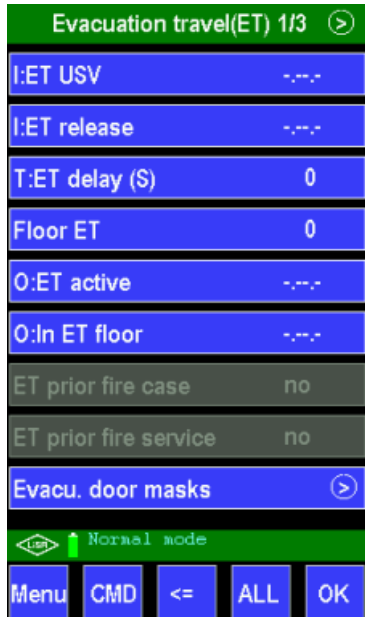 Evacuation travel(ET) 1/3 >
I:ET USV -.--.-
I:ET release -.--.-
T:ET delay (S) 0
Floor ET 0
O:ET active -.--.-
O:In ET floor -.--.-
ET prior fire case no
ET prior fire service no
Evacu. door masks >
LiSA Normal mode
Menu CMD <= ALL OK